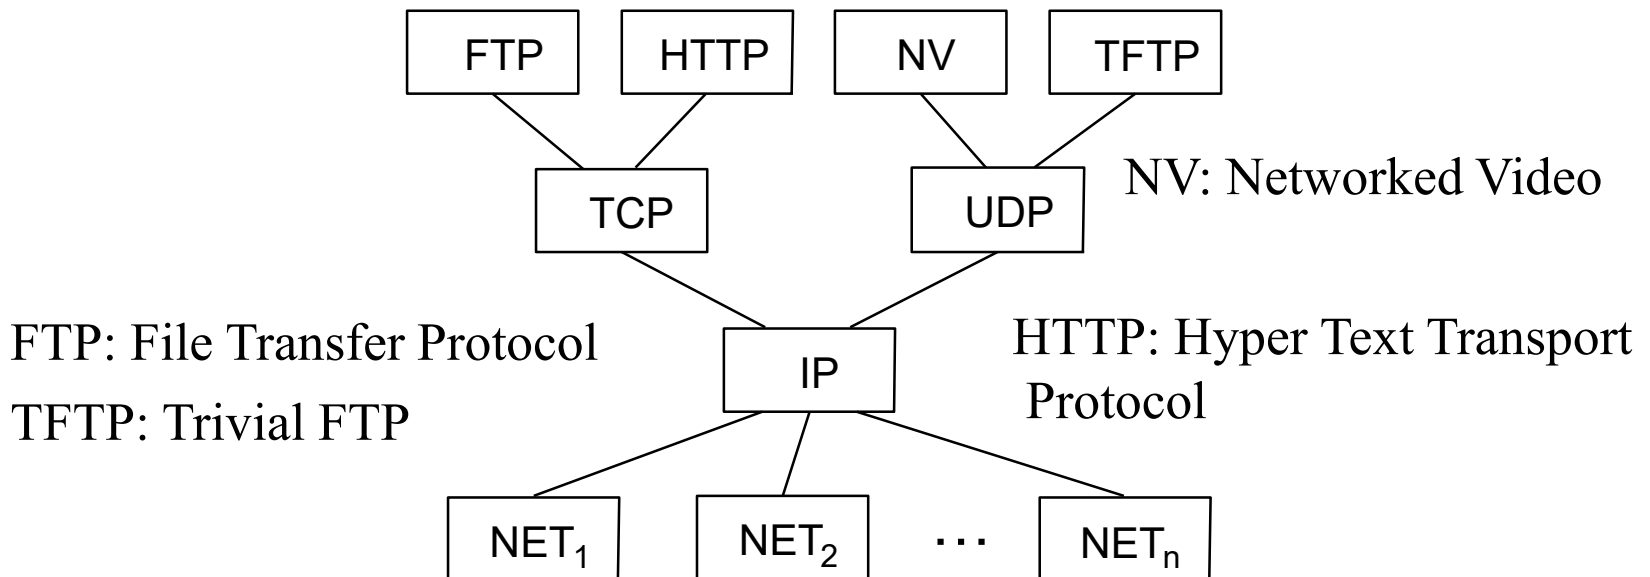 FTP HTTP NV TFTP
TCP UDP
NV: Networked Video
FTP: File Transfer Protocol
TFTP: Trivial FTP
IP
HTTP: Hyper Text Transport
Protocol
NET₁ NET₂ ... NETₙ